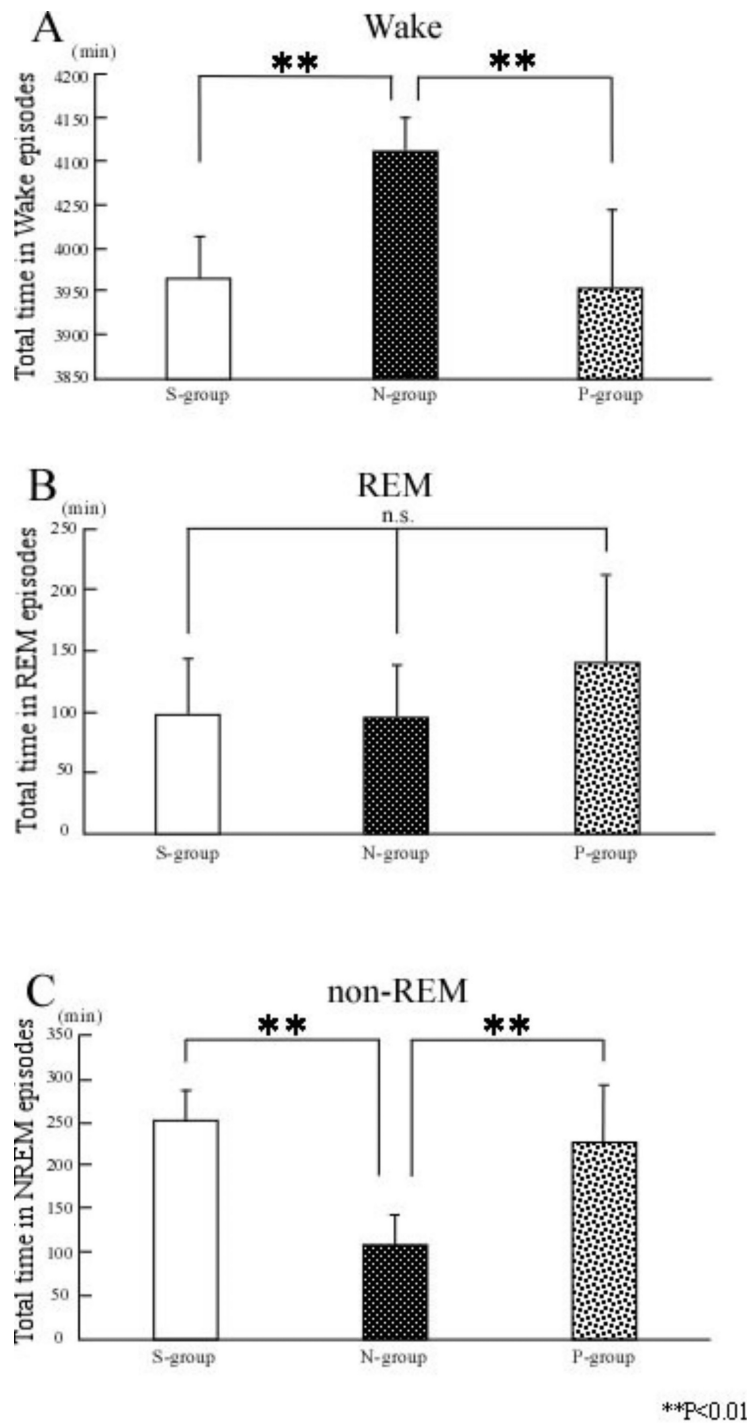 A
Wake
(min)
**
**
4200
4150
4100
4250
4000
3950
3900
3850
Total time in Wake episodes
S-group
N-group
P-group
B
REM
(min)
n.s.
250
200
150
100
50
0
Total time in REM episodes
S-group
N-group
P-group
C
non-REM
(min)
**
**
350
300
250
200
150
100
50
0
Total time in NREM episodes
S-group
N-group
P-group
**P<0.01